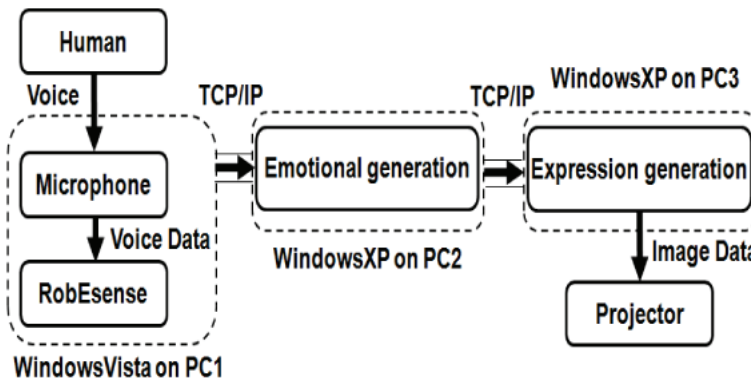 Human
Voice
Microphone
Voice Data
RobEsense
WindowsVista on PC1
TCP/IP
Emotional generation
WindowsXP on PC2
TCP/IP
WindowsXP on PC3
Expression generation
Image Data
Projector